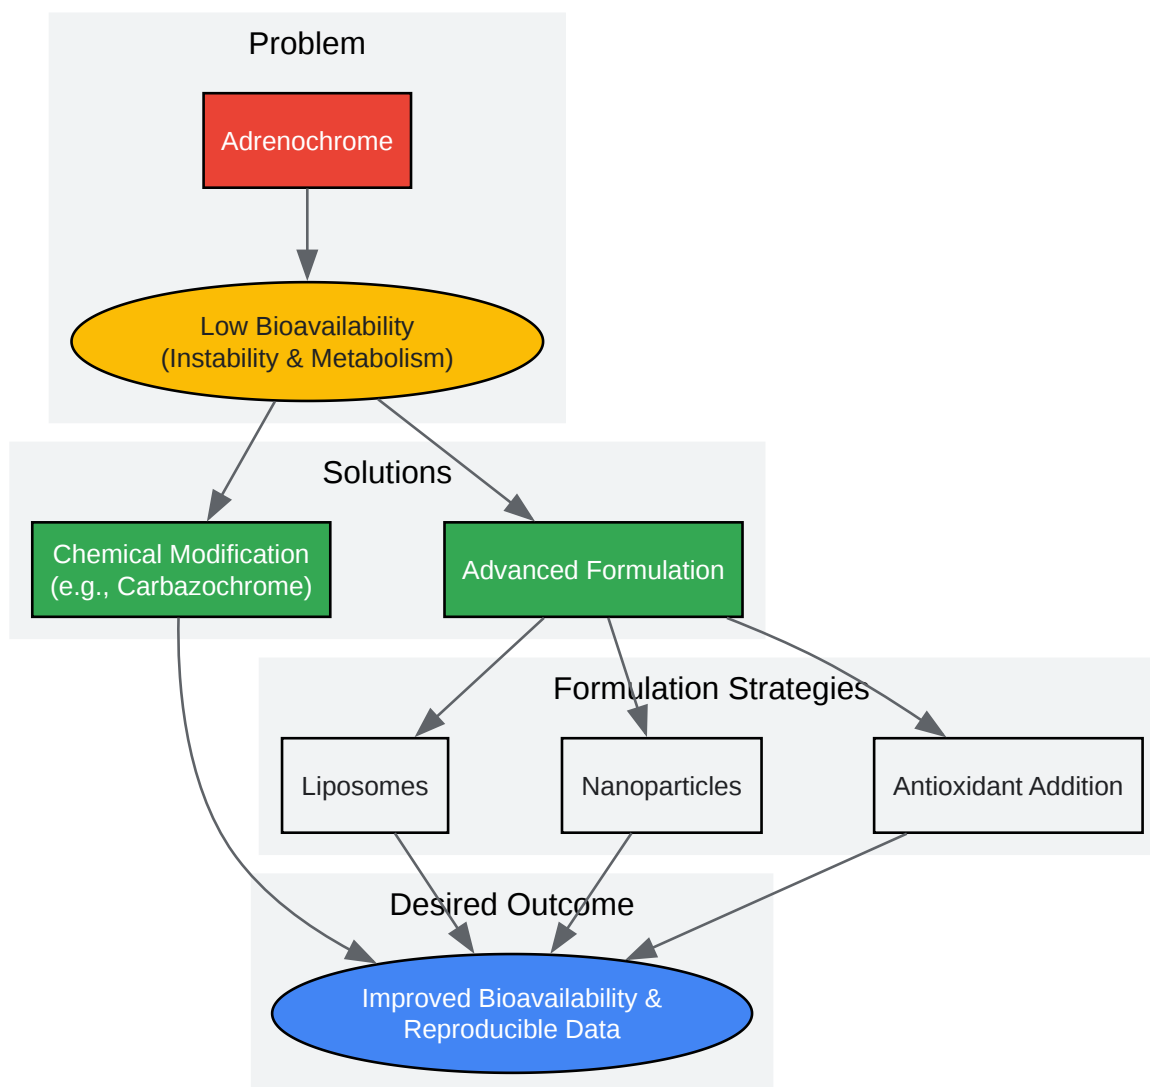 Problem
Adrenochrome
Low Bioavailability
(Instability & Metabolism)
Solutions
Chemical Modification
(e.g., Carbazochrome)
Advanced Formulation
Formulation Strategies
Liposomes
Nanoparticles
Antioxidant Addition
Desired Outcome
Improved Bioavailability &
Reproducible Data